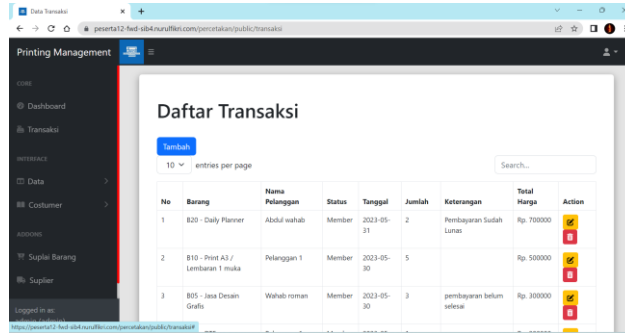 Data Transaksi
peserta12-fwd-sib4.nurulfikri.com/percetakan/public/transaksi
Printing Management
CORE
Dashboard
Transaksi
INTERFACE
Data
Costumer
ADDONS
Suplai Barang
Suplier
Logged in as:
Daftar Transaksi
Tambah
10 entries per page
Search...
No Barang Nama Pelanggan Status Tanggal Jumlah Keterangan Total Harga Action
1 B20 - Daily Planner Abdul wahab Member 2023-05-31 2 Pembayaran Sudah Lunas Rp. 700000
2 B10 - Print A3 / Lembaran 1 muka Pelanggan 1 Member 2023-05-30 5 Rp. 500000
3 B05 - Jasa Desain Grafis Wahab roman Member 2023-05-30 3 pembayaran belum selesai Rp. 300000
https://peserta12-fwd-sib4.nurulfikri.com/percetakan/public/transaksi#